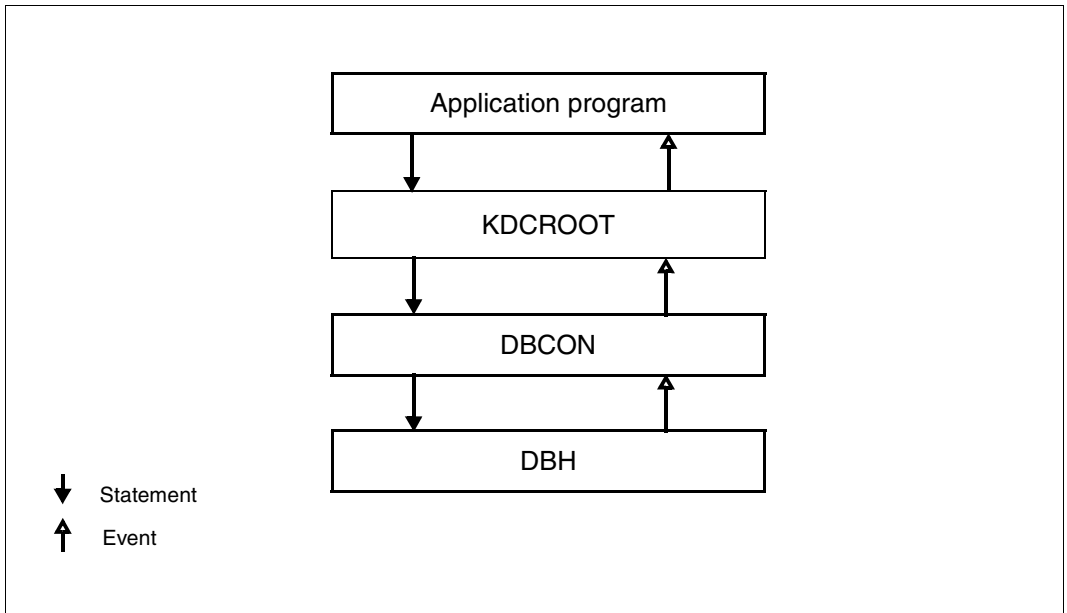 Application program
KDCROOT
DBCON
DBH
Statement
Event